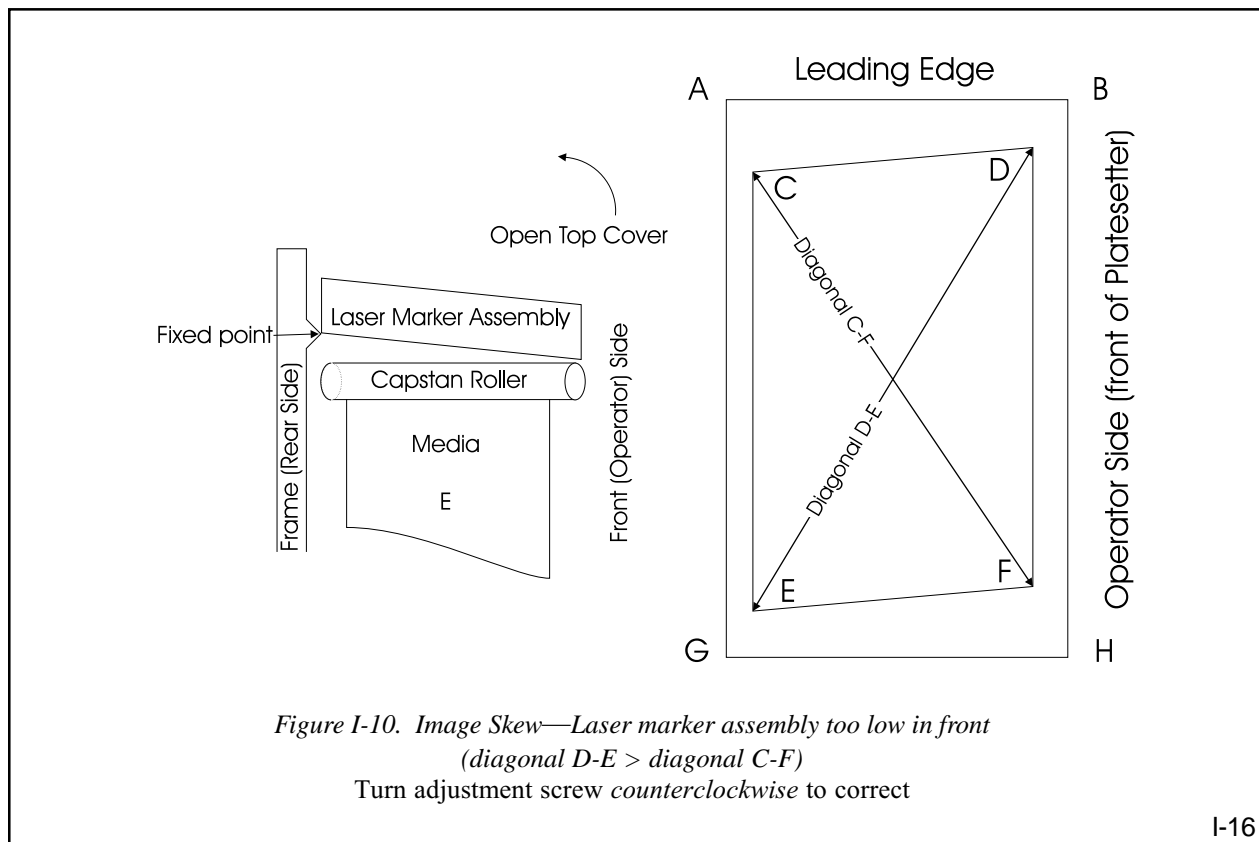 Leading Edge
A
B
C
D
Diagonal C-F
Diagonal D-E
E
F
G
H
Operator Side (front of Platesetter)
Open Top Cover
Fixed point
Laser Marker Assembly
Capstan Roller
Media
E
Frame (Rear Side)
Front (Operator) Side
Figure I-10. Image Skew—Laser marker assembly too low in front
(diagonal D-E > diagonal C-F)
Turn adjustment screw counterclockwise to correct
I-16